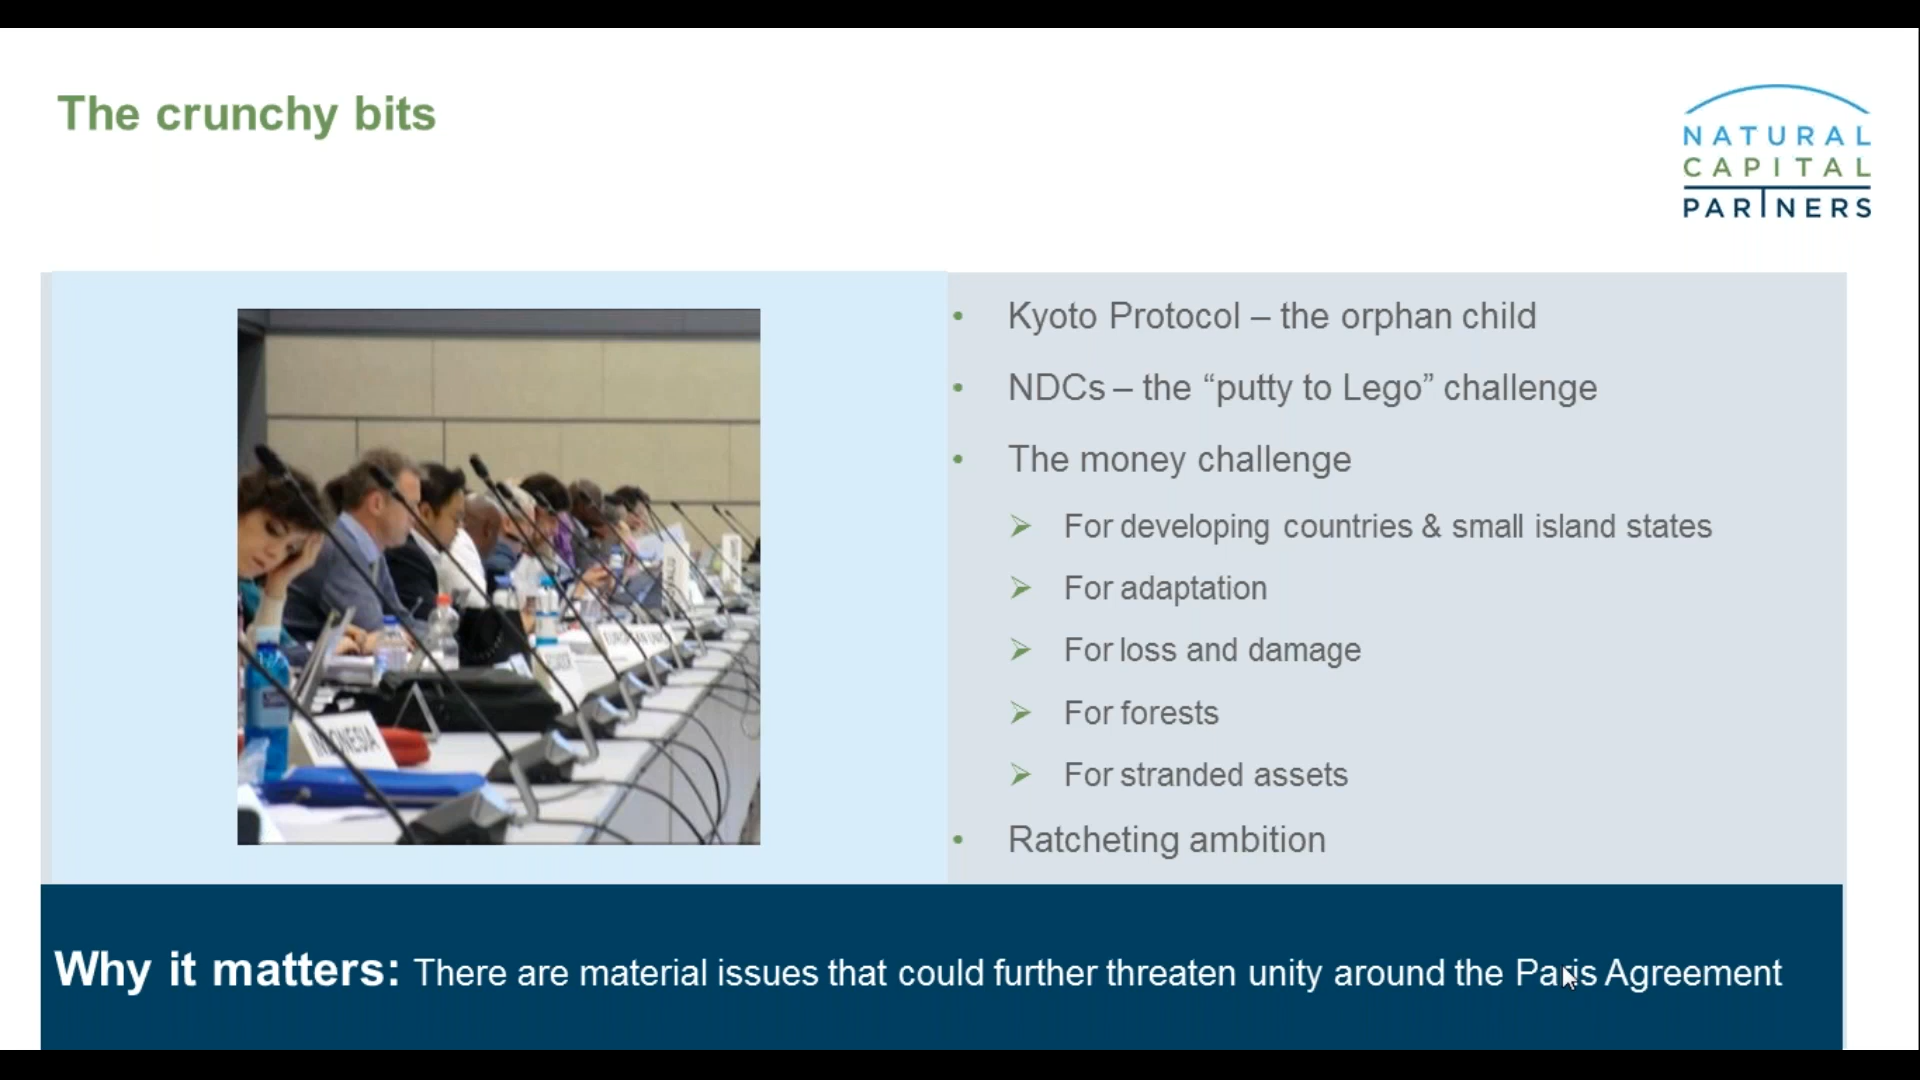 The crunchy bits
NATURAL
CAPITAL
PARTNERS
• Kyoto Protocol – the orphan child
• NDCs – the “putty to Lego” challenge
• The money challenge
➢ For developing countries & small island states
➢ For adaptation
➢ For loss and damage
➢ For forests
➢ For stranded assets
• Ratcheting ambition
INDONESIA
EUROPEAN
Why it matters: There are material issues that could further threaten unity around the Paris Agreement